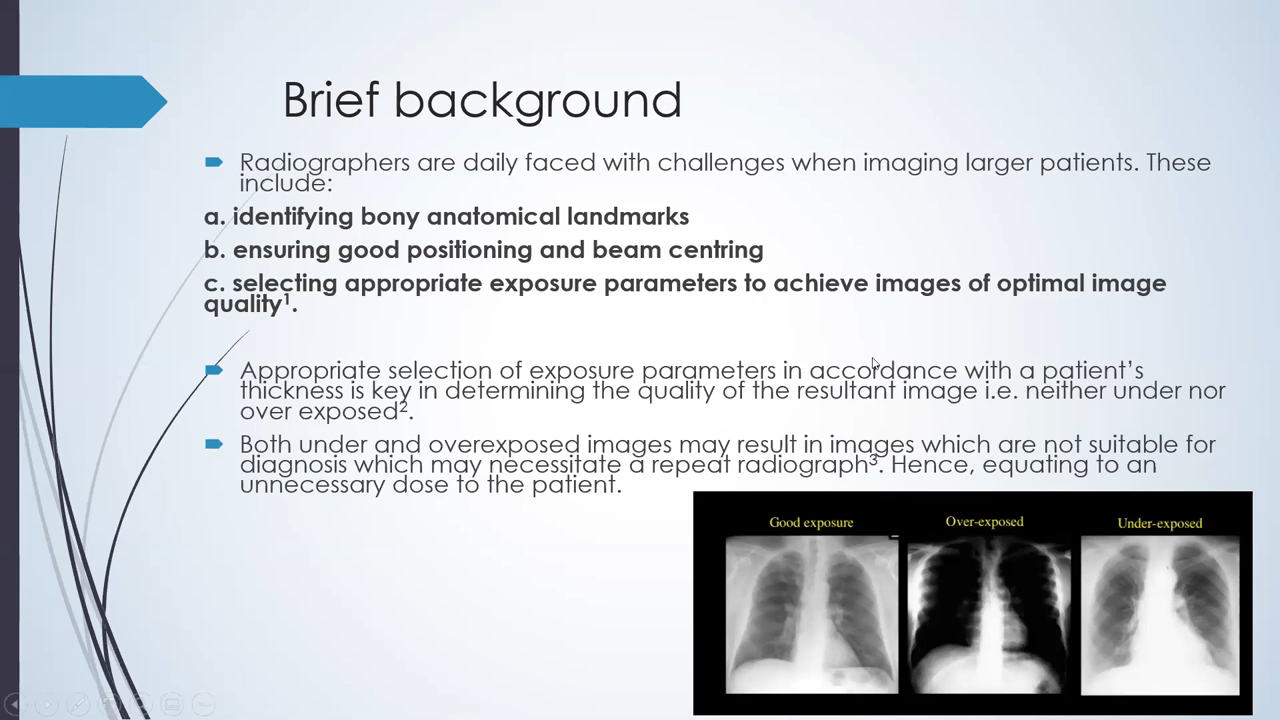 Brief background
Radiographers are daily faced with challenges when imaging larger patients. These
include:
a. identifying bony anatomical landmarks
b. ensuring good positioning and beam centring
c. selecting appropriate exposure parameters to achieve images of optimal image
quality¹.
Appropriate selection of exposure parameters in accordance with a patient’s
thickness is key in determining the quality of the resultant image i.e. neither under nor
over exposed².
Both under and overexposed images may result in images which are not suitable for
diagnosis which may necessitate a repeat radiograph³. Hence, equating to an
unnecessary dose to the patient.
Good exposure
Over-exposed
Under-exposed